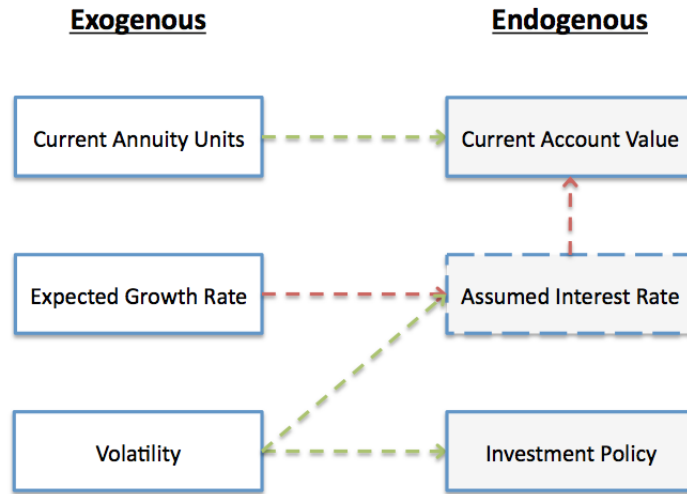 Exogenous
Endogenous
Current Annuity Units
Current Account Value
Expected Growth Rate
Assumed Interest Rate
Volatility
Investment Policy